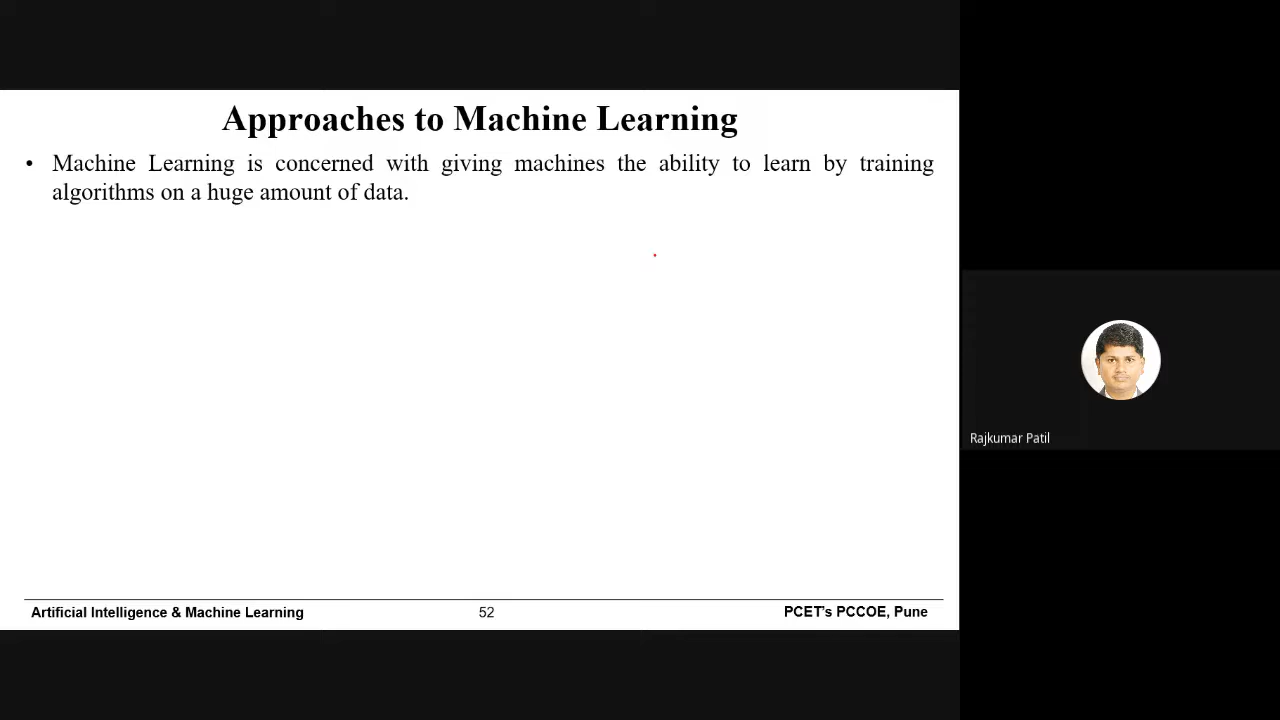 Approaches to Machine Learning
• Machine Learning is concerned with giving machines the ability to learn by training
algorithms on a huge amount of data.
Rajkumar Patil
Artificial Intelligence & Machine Learning 52 PCET's PCCOE, Pune